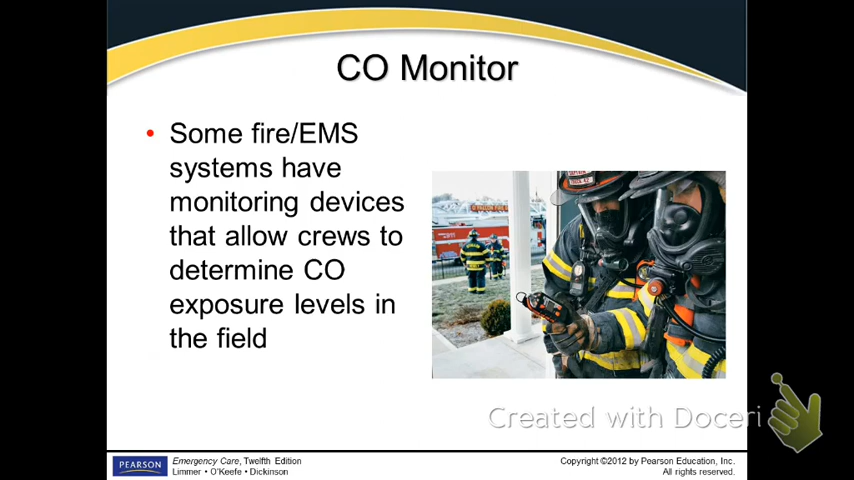 CO Monitor
• Some fire/EMS
systems have
monitoring devices
that allow crews to
determine CO
exposure levels in
the field
Created with Doceri
PEARSON
Emergency Care, Twelfth Edition
Limmer • O'Keefe • Dickinson
Copyright ©2012 by Pearson Education, Inc.
All rights reserved.